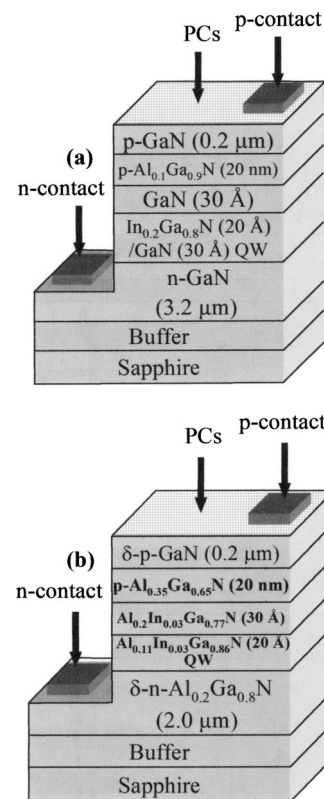 p-contact
PCs
p-GaN (0.2 μm)
(a)
p-Al₀.₁Ga₀.₉N (20 nm)
n-contact
GaN (30 Å)
In₀.₂Ga₀.₈N (20 Å)
/GaN (30 Å) QW
n-GaN
(3.2 μm)
Buffer
Sapphire
p-contact
PCs
δ-p-GaN (0.2 μm)
(b)
p-Al₀.₃₅Ga₀.₆₅N (20 nm)
n-contact
Al₀.₂In₀.₀₃Ga₀.₇₇N (30 Å)
Al₀.₁₁In₀.₀₃Ga₀.₈₆N (20 Å)
QW
δ-n-Al₀.₂Ga₀.₈N
(2.0 μm)
Buffer
Sapphire